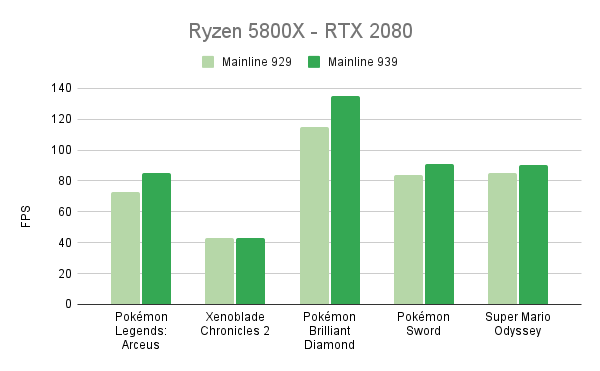 Ryzen 5800X - RTX 2080
Mainline 929 Mainline 939
140
120
100
80
60
40
20
0
FPS
Pokémon Legends: Arceus
Xenoblade Chronicles 2
Pokémon Brilliant Diamond
Pokémon Sword
Super Mario Odyssey